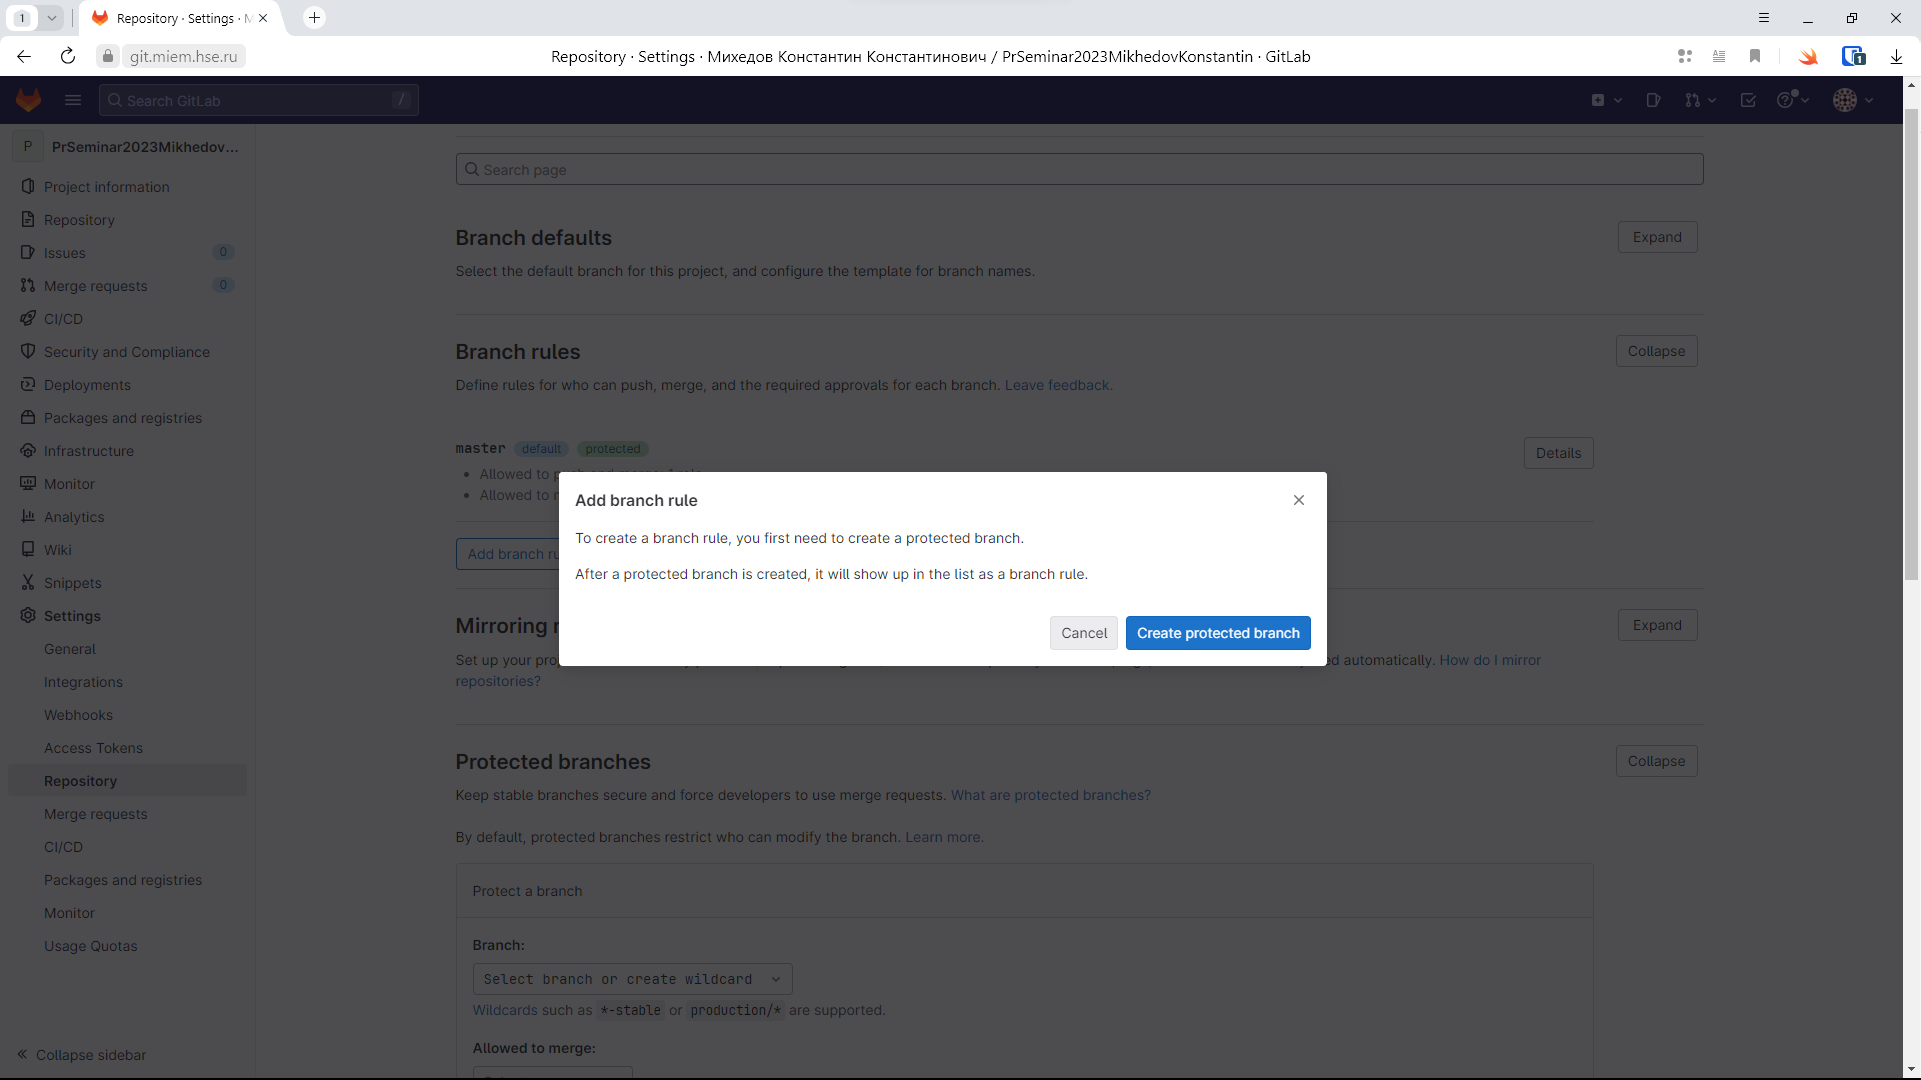 1
Repository · Settings · M
git.miem.hse.ru
Repository · Settings · Михедов Константин Константинович / PrSeminar2023MikhedovKonstantin · GitLab
1
Search GitLab
/
P
PrSeminar2023Mikhedov...
Project information
Repository
Issues
0
Merge requests
0
CI/CD
Security and Compliance
Deployments
Packages and registries
Infrastructure
Monitor
Analytics
Wiki
Snippets
Settings
General
Integrations
Webhooks
Access Tokens
Repository
Merge requests
CI/CD
Packages and registries
Monitor
Usage Quotas
Collapse sidebar
Search page
Branch defaults
Expand
Select the default branch for this project, and configure the template for branch names.
Branch rules
Collapse
Define rules for who can push, merge, and the required approvals for each branch. Leave feedback.
master default protected
Details
Allowed to
Allowed to
Add branch
Add branch rule
To create a branch rule, you first need to create a protected branch.
After a protected branch is created, it will show up in the list as a branch rule.
Cancel
Create protected branch
Mirroring
Expand
Set up your
automatically. How do I mirror
repositories?
Protected branches
Collapse
Keep stable branches secure and force developers to use merge requests. What are protected branches?
By default, protected branches restrict who can modify the branch. Learn more.
Protect a branch
Branch:
Select branch or create wildcard
Wildcards such as *-stable or production/* are supported.
Allowed to merge: